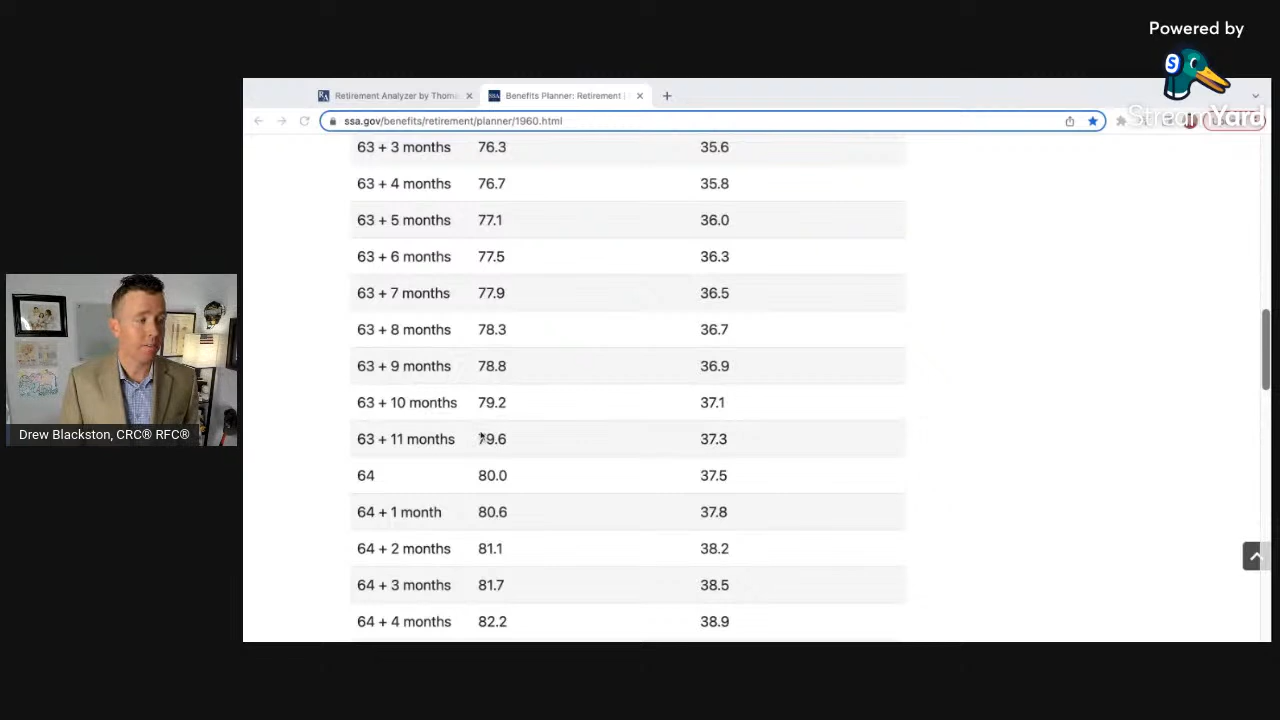 Powered by
StreamYard
Retirement Analyzer by Thoma
Benefits Planner: Retirement |
ssa.gov/benefits/retirement/planner/1960.html
63 + 3 months 76.3 35.6
63 + 4 months 76.7 35.8
63 + 5 months 77.1 36.0
63 + 6 months 77.5 36.3
63 + 7 months 77.9 36.5
63 + 8 months 78.3 36.7
63 + 9 months 78.8 36.9
63 + 10 months 79.2 37.1
63 + 11 months 79.6 37.3
64 80.0 37.5
64 + 1 month 80.6 37.8
64 + 2 months 81.1 38.2
64 + 3 months 81.7 38.5
64 + 4 months 82.2 38.9
Drew Blackston, CRC® RFC®